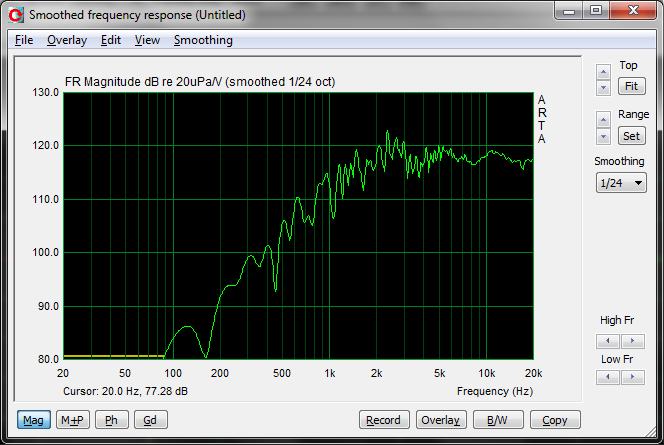 Smoothed frequency response (Untitled)
File Overlay Edit View Smoothing
FR Magnitude dB re 20uPa/V (smoothed 1/24 oct)
Top
Fit
Range
Set
Smoothing
1/24
High Fr
Low Fr
A
R
T
A
130.0
120.0
110.0
100.0
90.0
80.0
20 50 100 200 500 1k 2k 5k 10k 20k
Cursor: 20.0 Hz, 77.28 dB Frequency (Hz)
Mag M+P Ph Gd Record Overlay B/W Copy